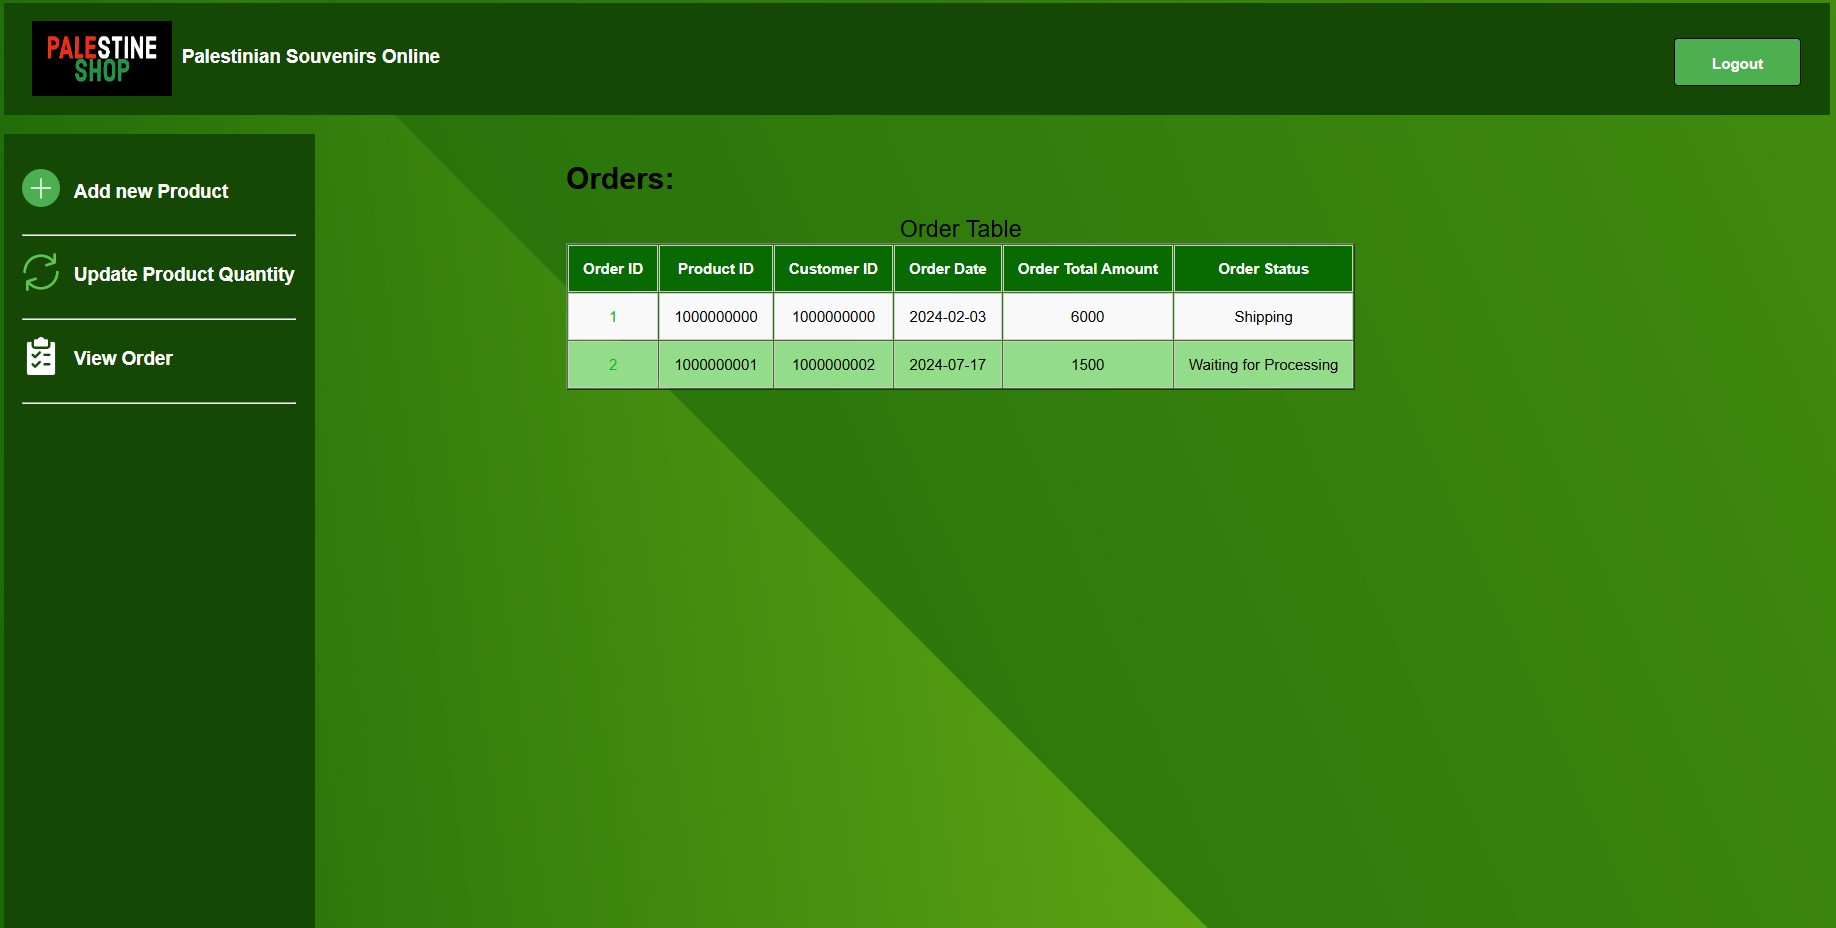 PALESTINE
SHOP
Palestinian Souvenirs Online
Logout
Add new Product
Update Product Quantity
View Order
Orders:
Order Table
Order ID Product ID Customer ID Order Date Order Total Amount Order Status
1 1000000000 1000000000 2024-02-03 6000 Shipping
2 1000000001 1000000002 2024-07-17 1500 Waiting for Processing